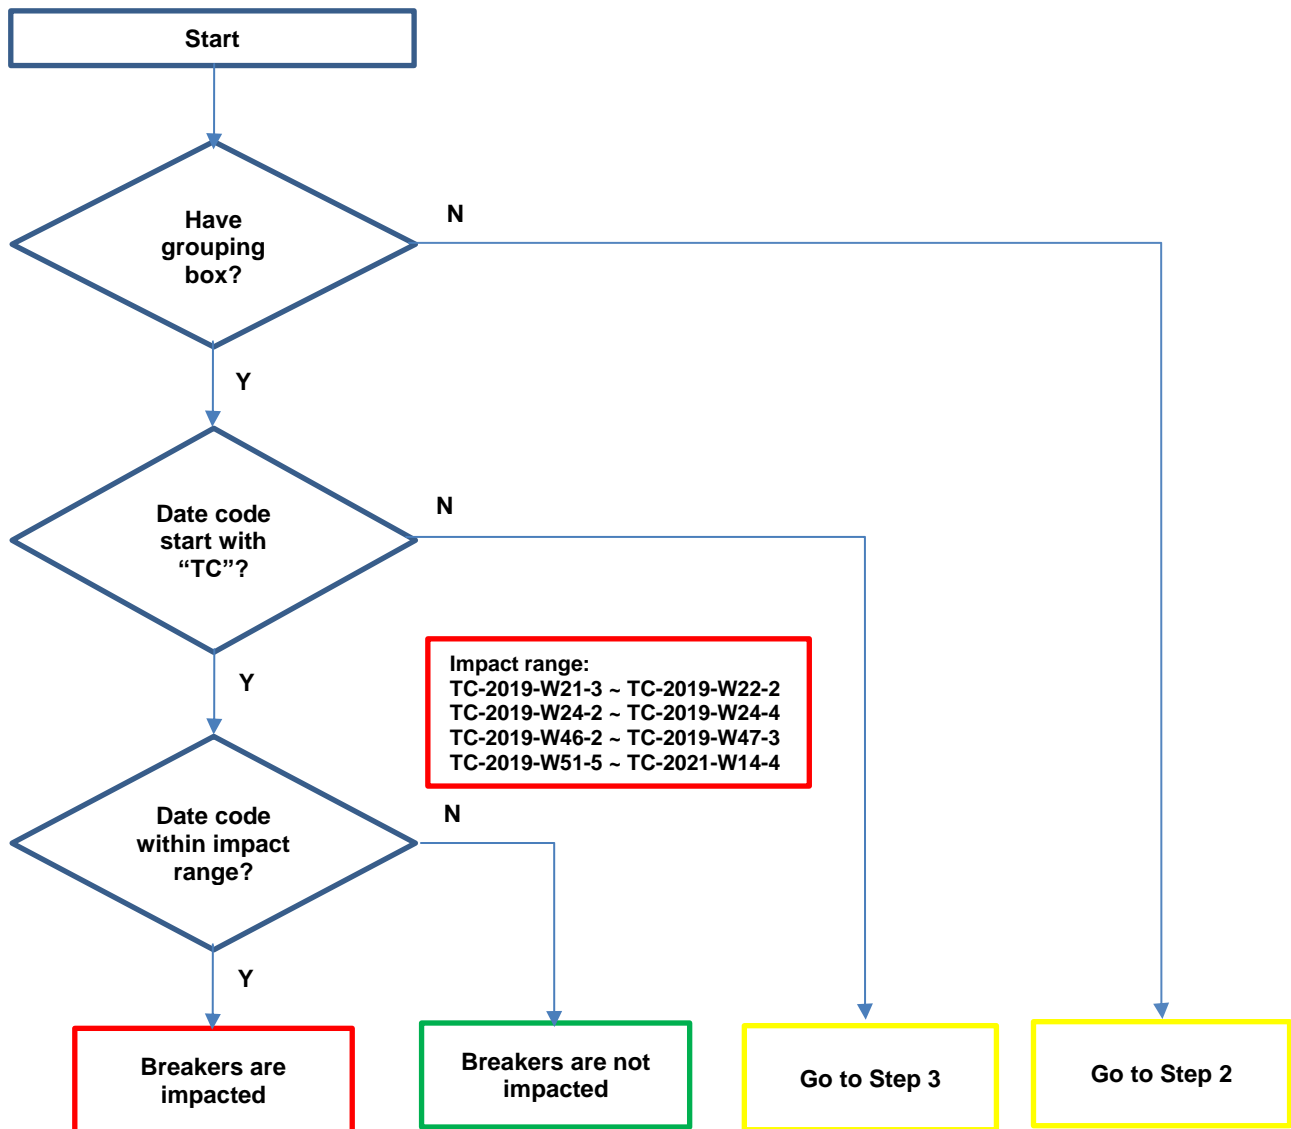 Start
Have
grouping
box?
N
Y
Date code
start with
“TC”?
N
Y
Impact range:
TC-2019-W21-3 ~ TC-2019-W22-2
TC-2019-W24-2 ~ TC-2019-W24-4
TC-2019-W46-2 ~ TC-2019-W47-3
TC-2019-W51-5 ~ TC-2021-W14-4
Date code
within impact
range?
N
Y
Breakers are
impacted
Breakers are not
impacted
Go to Step 3
Go to Step 2